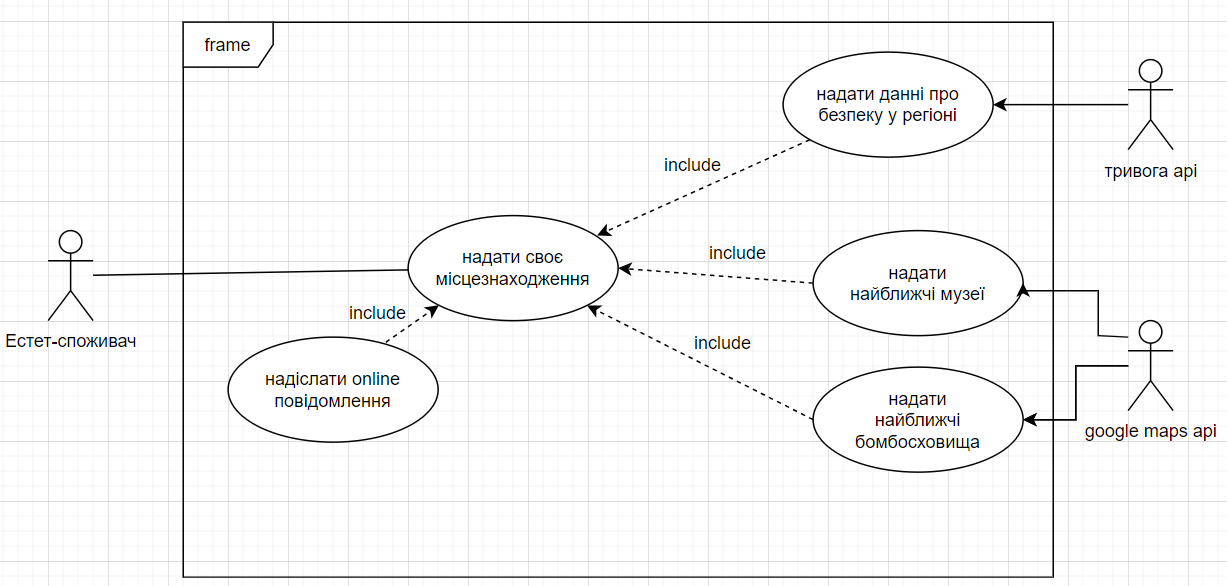 frame
надати данні про
безпеку у регіоні
тривога api
include
надати своє
місцезнаходження
include
надати
найближчі музеї
Естет-споживач
include
надіслати online
повідомлення
include
надати
найближчі
бомбосховища
google maps api